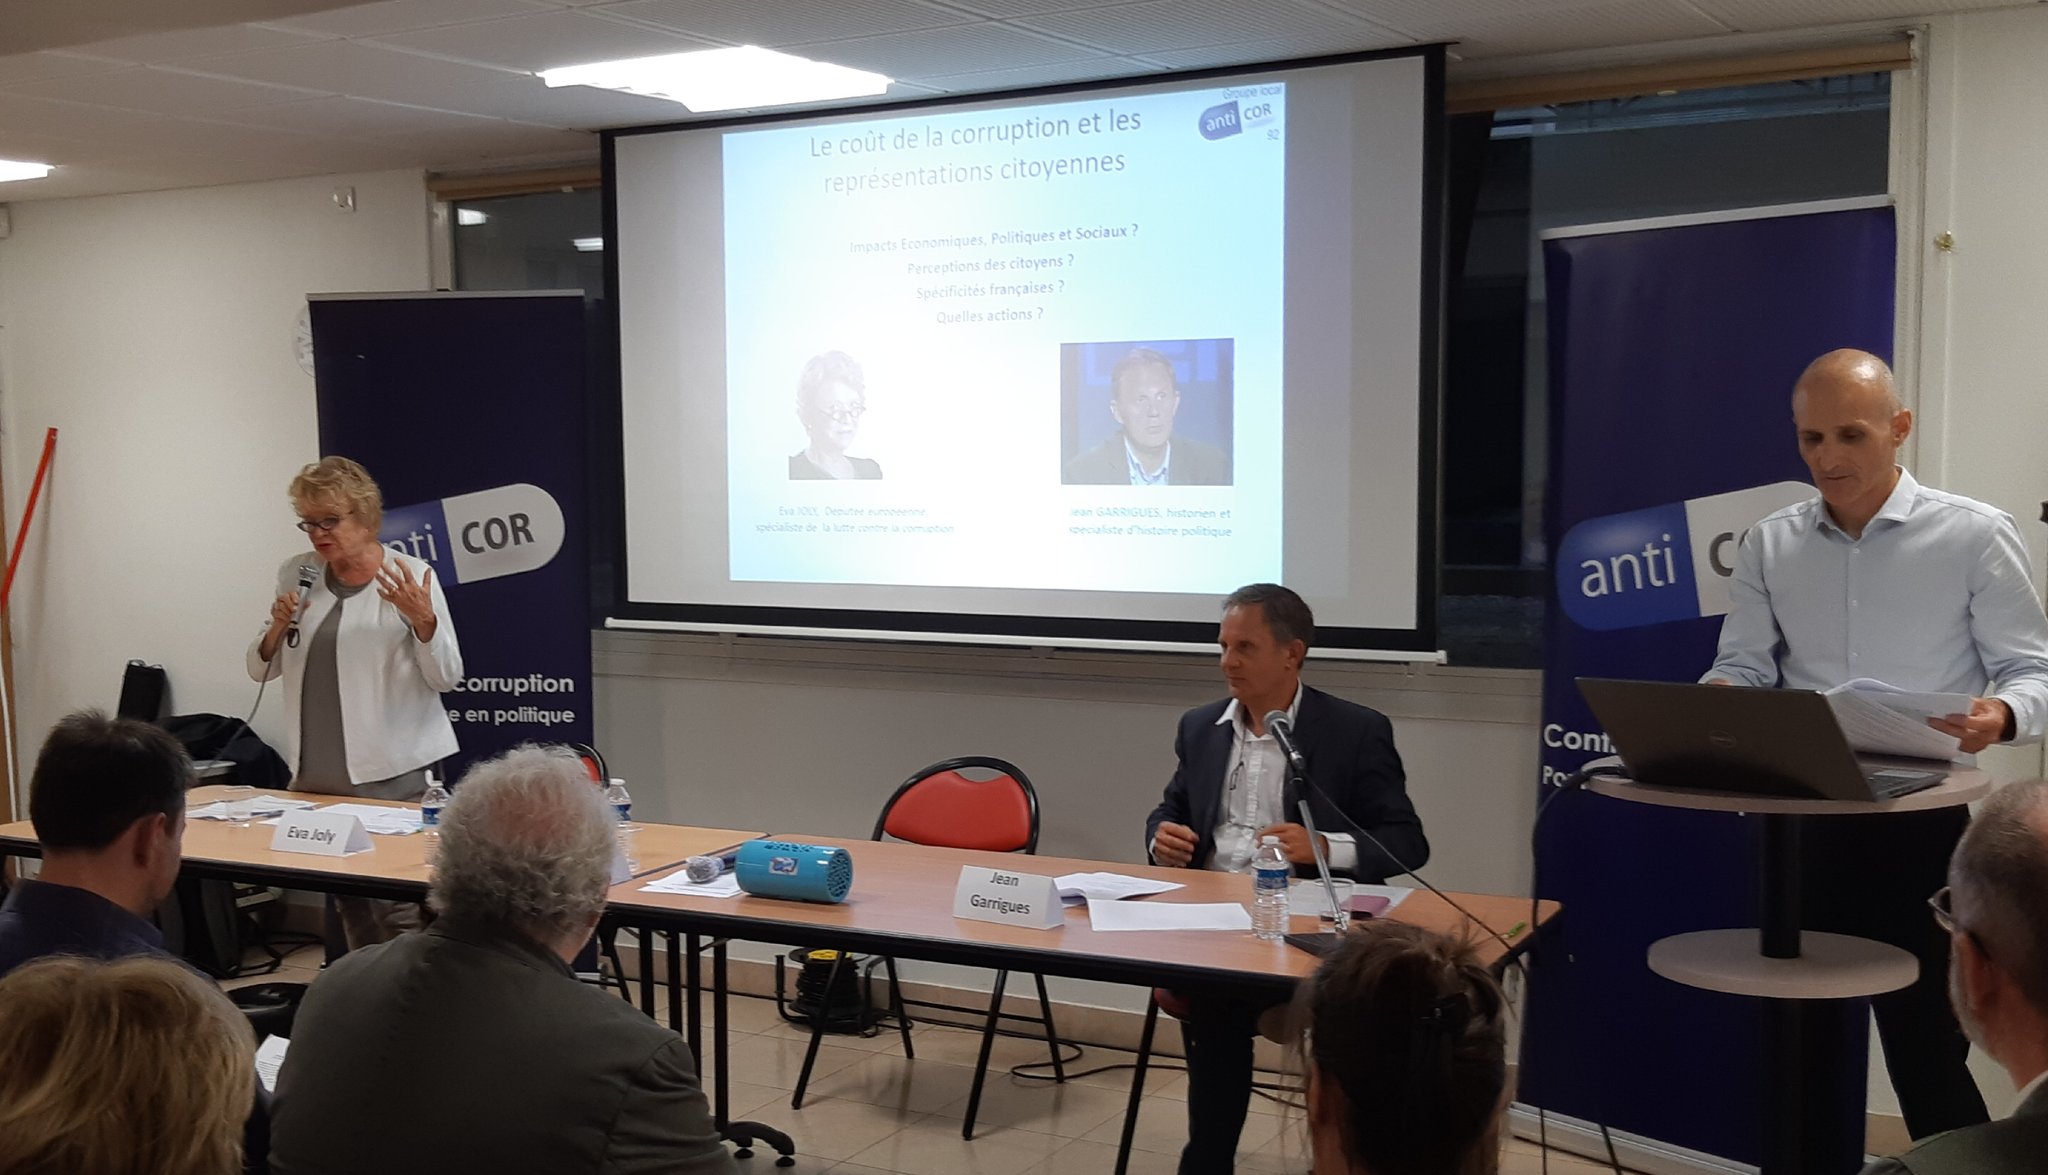 Groupe local
anti COR
92
Le coût de la corruption et les
représentations citoyennes
Impacts Economiques, Politiques et Sociaux ?
Perceptions des citoyens ?
Spécificités françaises ?
Quelles actions ?
Eva JOLY, Députée européenne,
spécialiste de la lutte contre la corruption
Jean GARRIGUES, historien et
spécialiste d'histoire politique
anti COR
corruption
e en politique
anti CO
Cont
Po
Eva Joly
Jean
Garrigues